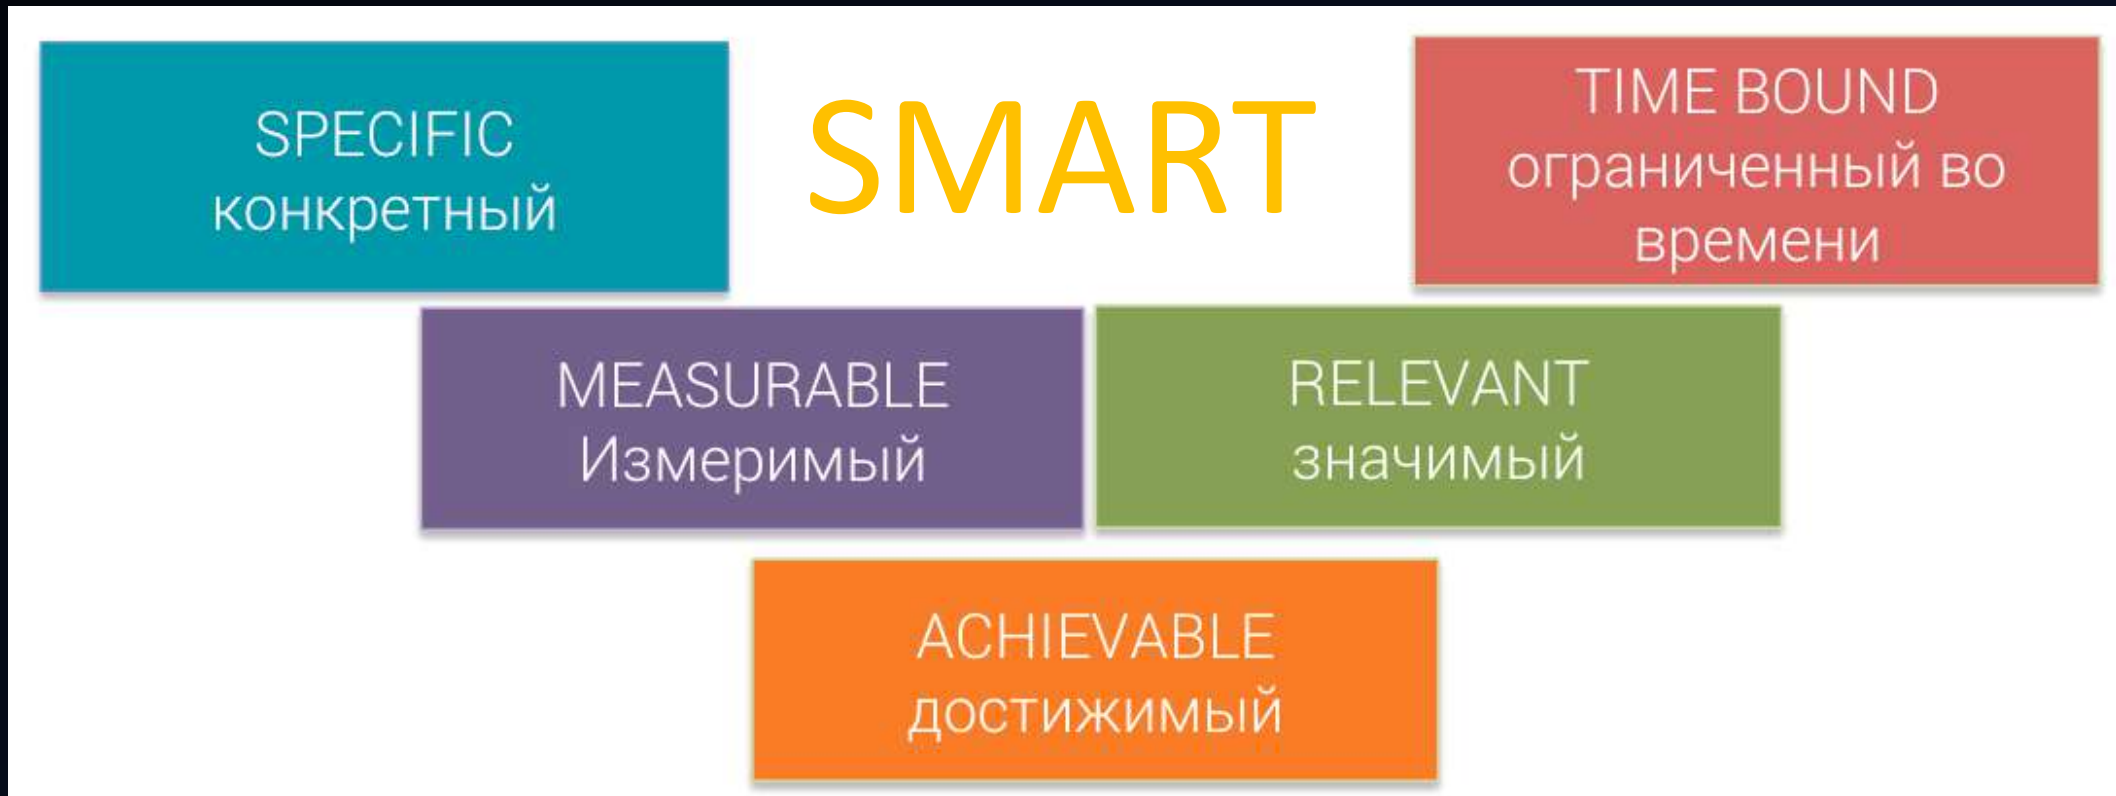 SMART
SPECIFIC
конкретный
MEASURABLE
Измеримый
ACHIEVABLE
достижимый
RELEVANT
значимый
TIME BOUND
ограниченный во
времени